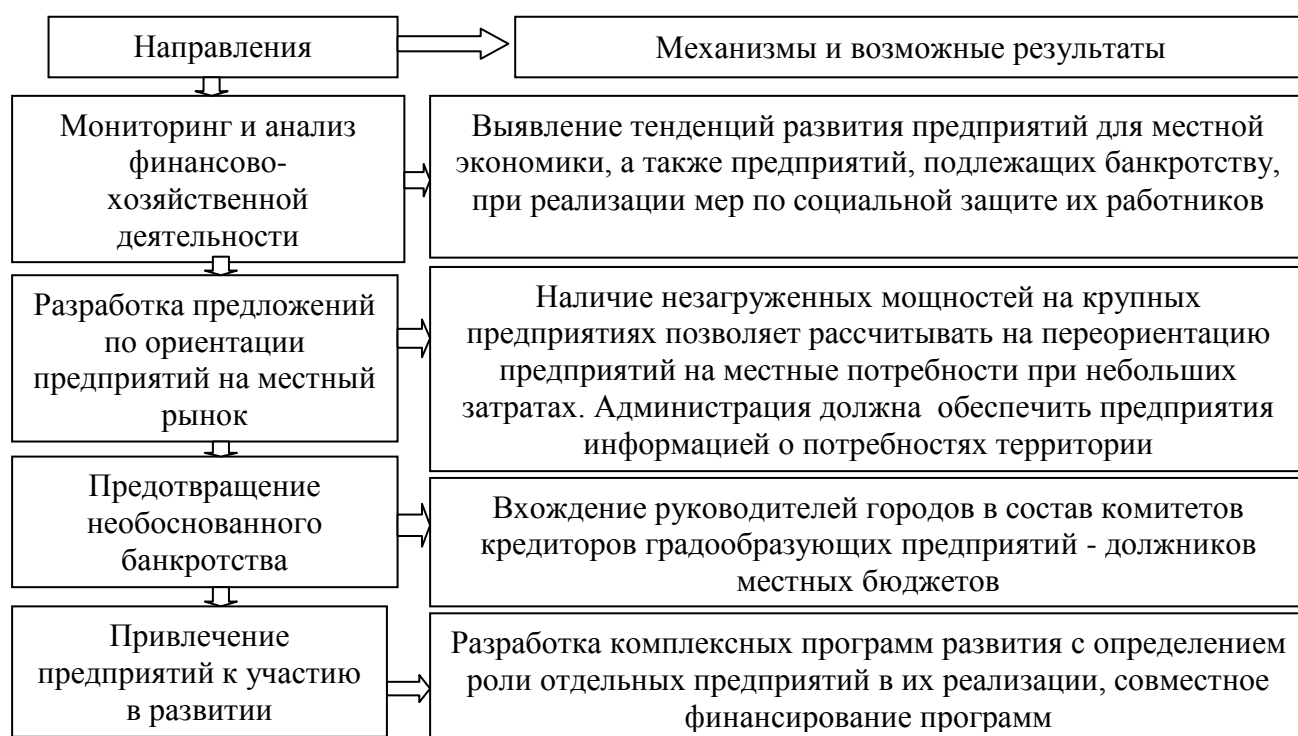 Направления
Механизмы и возможные результаты
Мониторинг и анализ
финансово-
хозяйственной
деятельности
Выявление тенденций развития предприятий для местной
экономики, а также предприятий, подлежащих банкротству,
при реализации мер по социальной защите их работников
Разработка предложений
по ориентации
предприятий на местный
рынок
Наличие незагруженных мощностей на крупных
предприятиях позволяет рассчитывать на переориентацию
предприятий на местные потребности при небольших
затратах. Администрация должна обеспечить предприятия
информацией о потребностях территории
Предотвращение
необоснованного
банкротства
Вхождение руководителей городов в состав комитетов
кредиторов градообразующих предприятий - должников
местных бюджетов
Привлечение
предприятий к участию
в развитии
Разработка комплексных программ развития с определением
роли отдельных предприятий в их реализации, совместное
финансирование программ